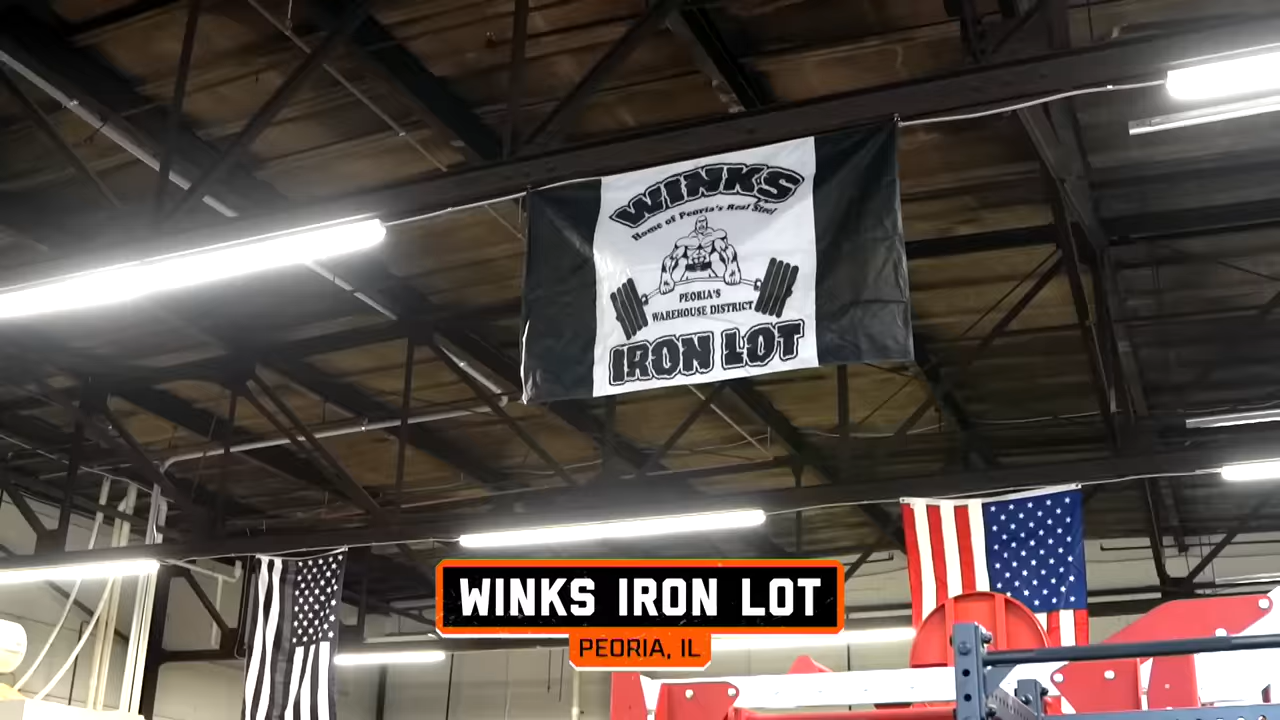 WINKS
Home of Peoria's Real Steel
PEORIA'S
WAREHOUSE DISTRICT
IRON LOT
WINKS IRON LOT
PEORIA, IL